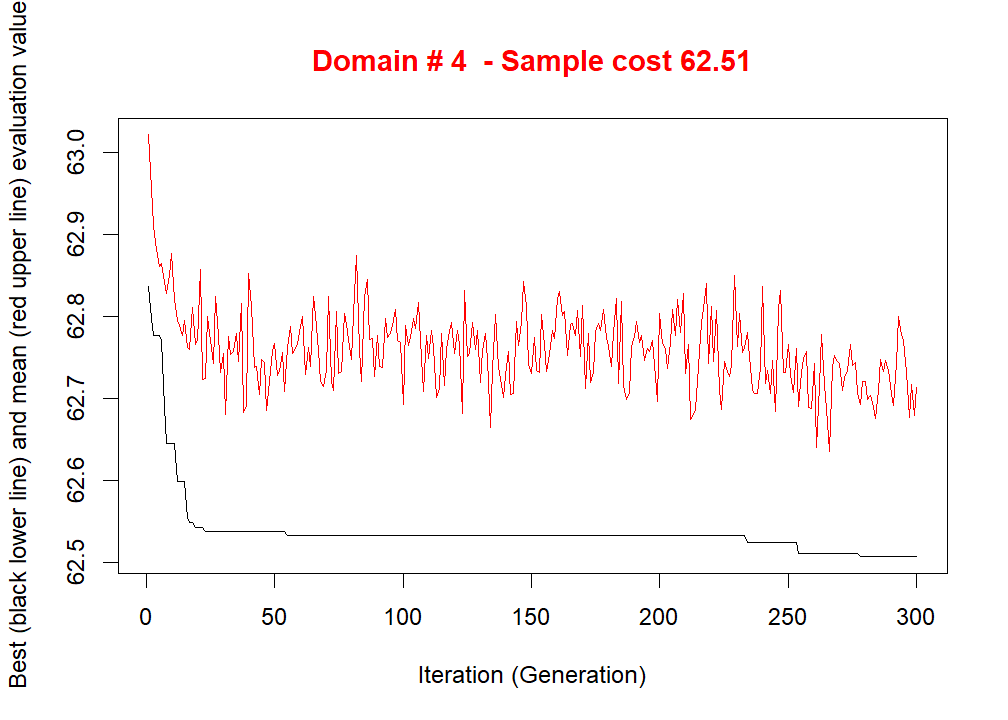 Domain # 4  - Sample cost 62.51
Best (black lower line) and mean (red upper line) evaluation value
63.0
62.9
62.8
62.7
62.6
62.5
0 50 100 150 200 250 300
Iteration (Generation)